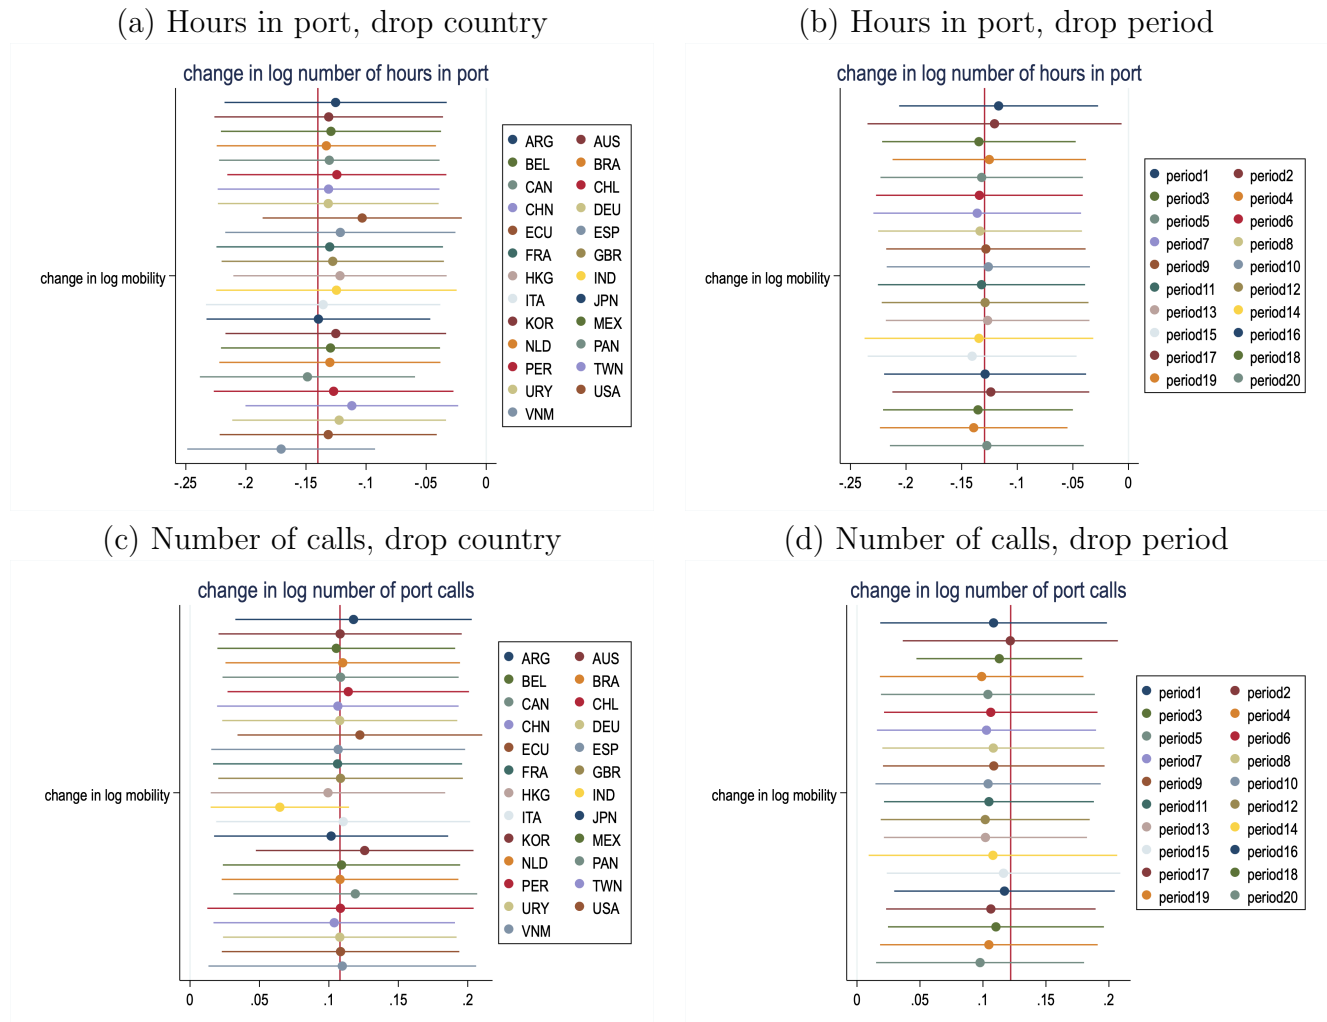 (a) Hours in port, drop country
change in log number of hours in port
change in log mobility
-.25 -.2 -.15 -.1 -.05 0
ARG AUS
BEL BRA
CAN CHL
CHN DEU
ECU ESP
FRA GBR
HKG IND
ITA JPN
KOR MEX
NLD PAN
PER TWN
URY USA
VNM
(b) Hours in port, drop period
change in log number of hours in port
change in log mobility
-.25 -.2 -.15 -.1 -.05 0
period1 period2
period3 period4
period5 period6
period7 period8
period9 period10
period11 period12
period13 period14
period15 period16
period17 period18
period19 period20
(c) Number of calls, drop country
change in log number of port calls
change in log mobility
0 .05 .1 .15 .2
ARG AUS
BEL BRA
CAN CHL
CHN DEU
ECU ESP
FRA GBR
HKG IND
ITA JPN
KOR MEX
NLD PAN
PER TWN
URY USA
VNM
(d) Number of calls, drop period
change in log number of port calls
change in log mobility
0 .05 .1 .15 .2
period1 period2
period3 period4
period5 period6
period7 period8
period9 period10
period11 period12
period13 period14
period15 period16
period17 period18
period19 period20